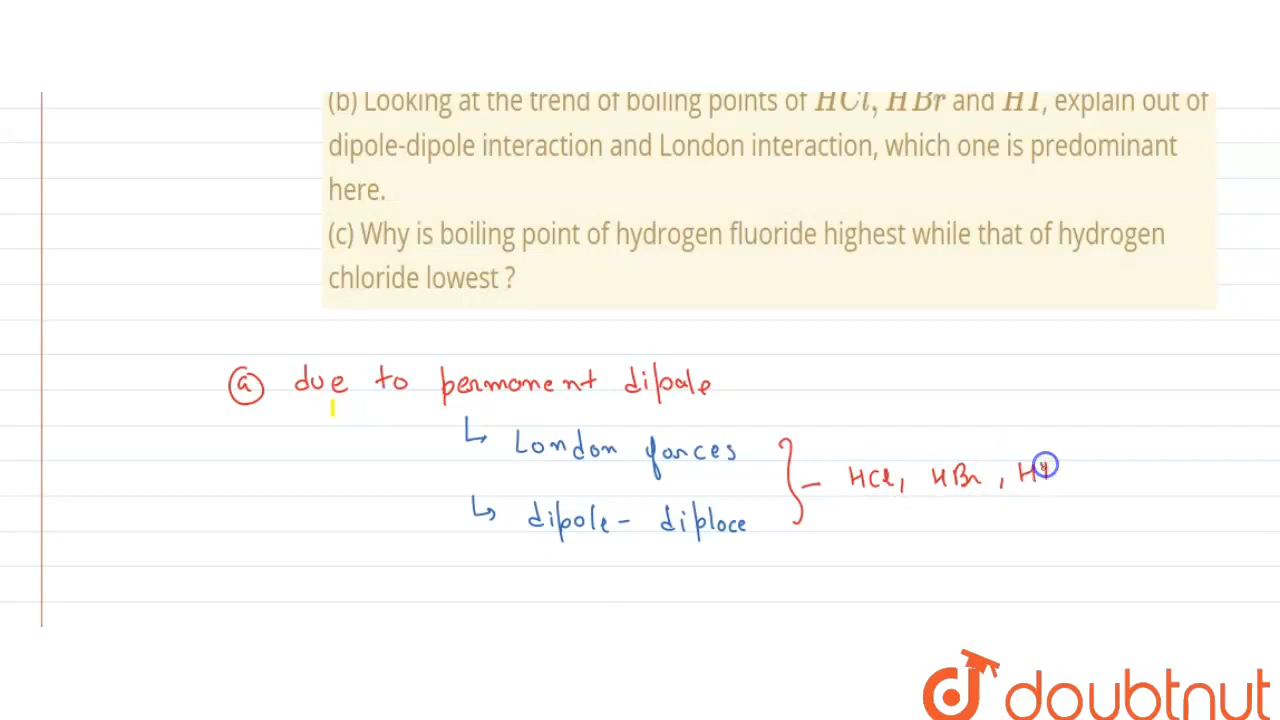 (b) Looking at the trend of boiling points of HCl, HBr and HI, explain out of
dipole-dipole interaction and London interaction, which one is predominant
here.
(c) Why is boiling point of hydrogen fluoride highest while that of hydrogen
chloride lowest ?
(a) due to permanent dipole
↳ London forces
↳ dipole - diploce
HCl, HBr, HI
doubtnut